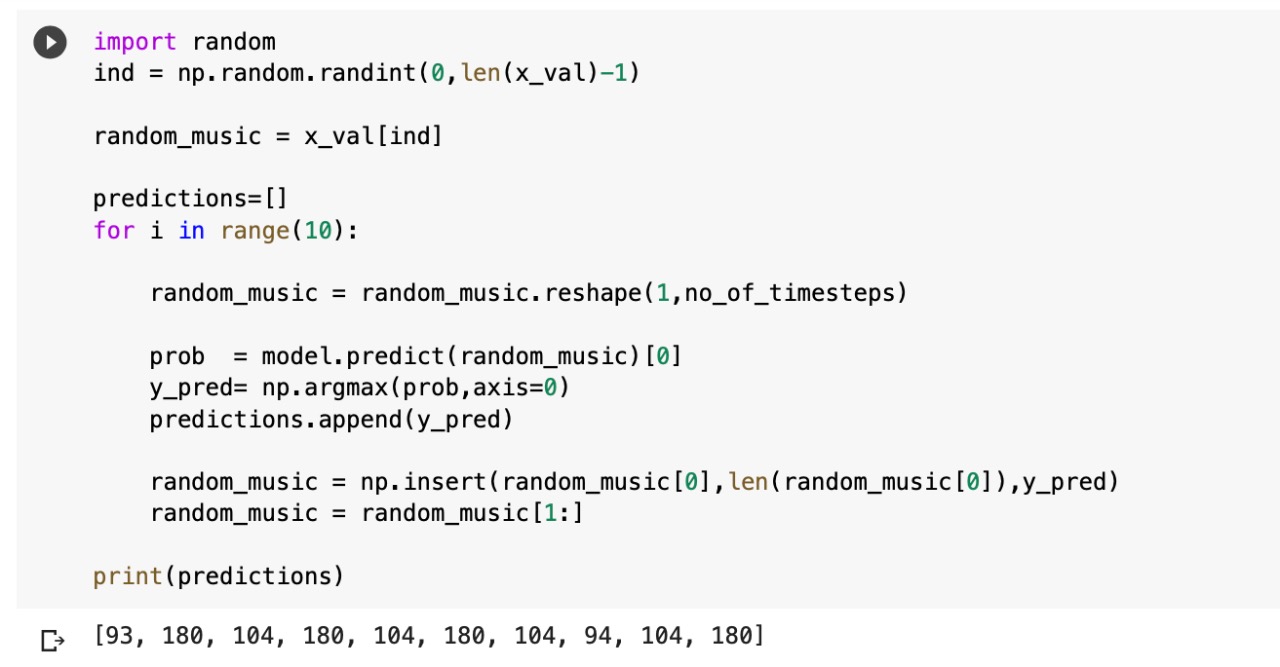 import random
ind = np.random.randint(0,len(x_val)-1)
random_music = x_val[ind]
predictions=[]
for i in range(10):
random_music = random_music.reshape(1,no_of_timesteps)
prob  = model.predict(random_music)[0]
y_pred= np.argmax(prob,axis=0)
predictions.append(y_pred)
random_music = np.insert(random_music[0],len(random_music[0]),y_pred)
random_music = random_music[1:]
print(predictions)
[93, 180, 104, 180, 104, 180, 104, 94, 104, 180]